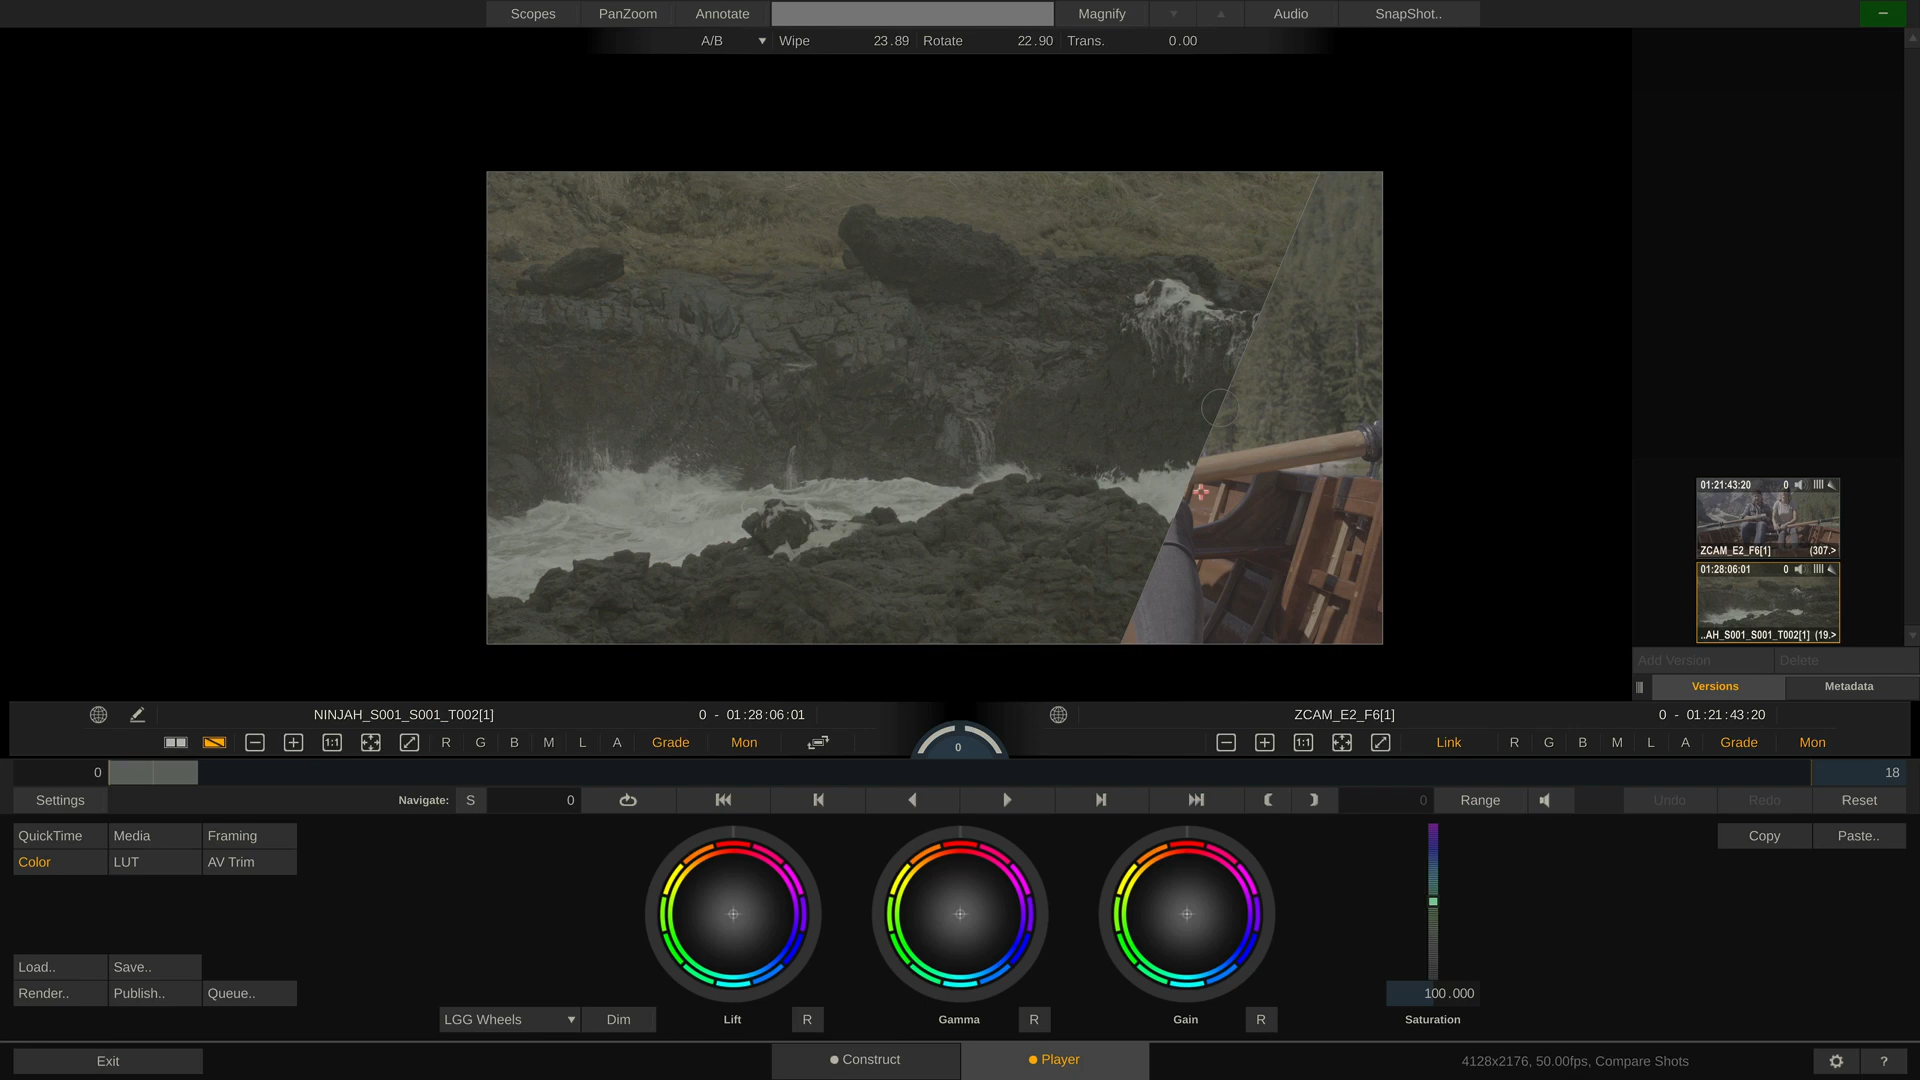 Scopes PanZoom Annotate Magnify Audio SnapShot..
A/B Wipe 23.89 Rotate 22.90 Trans. 0.00
01:21:43:20 0
ZCAM_E2_F6[1] (307.>
01:28:06:01 0
..AH_S001_S001_T002[1] (19.>
Add Version Delete
Versions Metadata
NINJAH_S001_S001_T002[1] 0 - 01:28:06:01 ZCAM_E2_F6[1] 0 - 01:21:43:20
1:1 R G B M L A Grade Mon 0 1:1 Link R G B M L A Grade Mon
0 18
Settings Navigate: S 0 0 Range Undo Redo Reset
QuickTime Media Framing Copy Paste..
Color LUT AV Trim
Load.. Save..
Render.. Publish.. Queue.. 100.000
LGG Wheels Dim Lift R Gamma R Gain R Saturation
Exit Construct Player 4128x2176, 50.00fps, Compare Shots ?